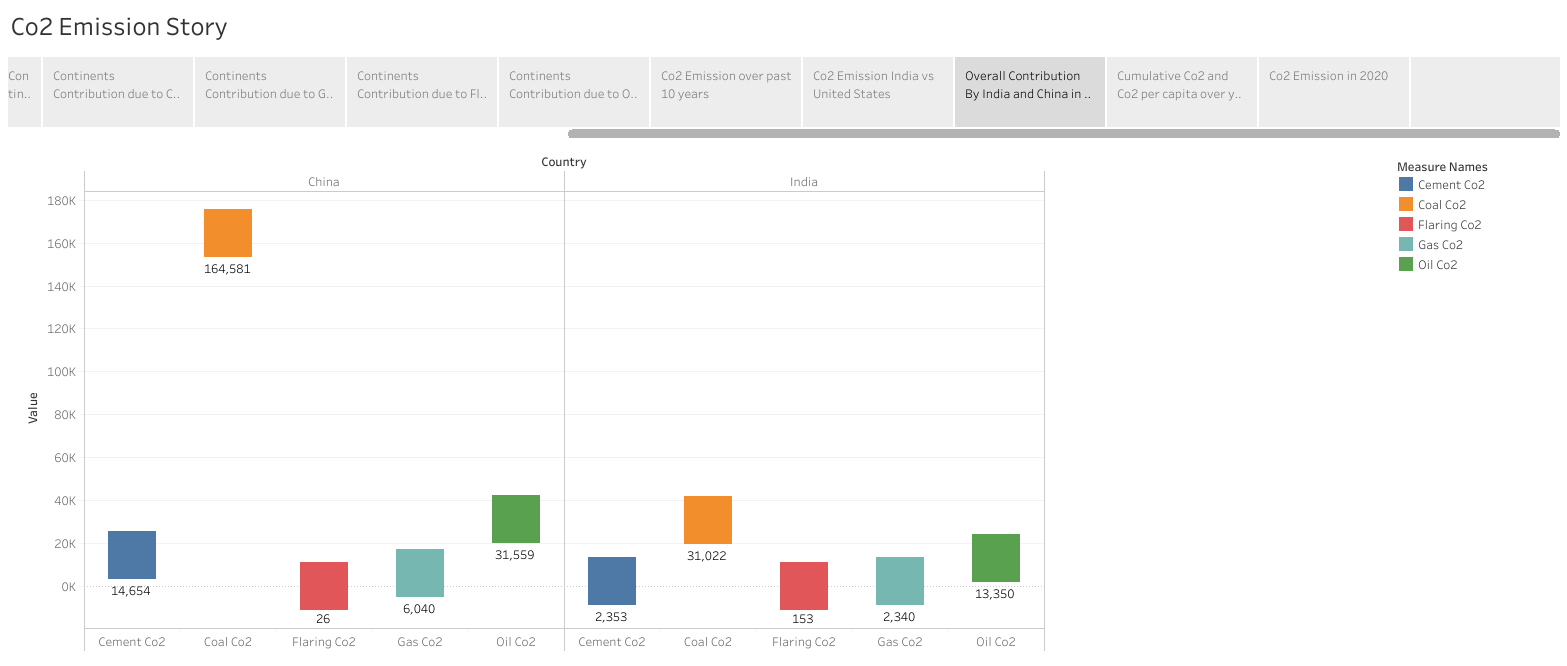 Co2 Emission Story
Con
tin..
Continents
Contribution due to C..
Continents
Contribution due to G..
Continents
Contribution due to Fl..
Continents
Contribution due to O..
Co2 Emission over past
10 years
Co2 Emission India vs
United States
Overall Contribution
By India and China in ..
Cumulative Co2 and
Co2 per capita over y..
Co2 Emission in 2020
Country
China
India
Value
180K
160K
140K
120K
100K
80K
60K
40K
20K
0K
164,581
14,654
26
6,040
31,559
2,353
31,022
153
2,340
13,350
Cement Co2
Coal Co2
Flaring Co2
Gas Co2
Oil Co2
Cement Co2
Coal Co2
Flaring Co2
Gas Co2
Oil Co2
Measure Names
Cement Co2
Coal Co2
Flaring Co2
Gas Co2
Oil Co2